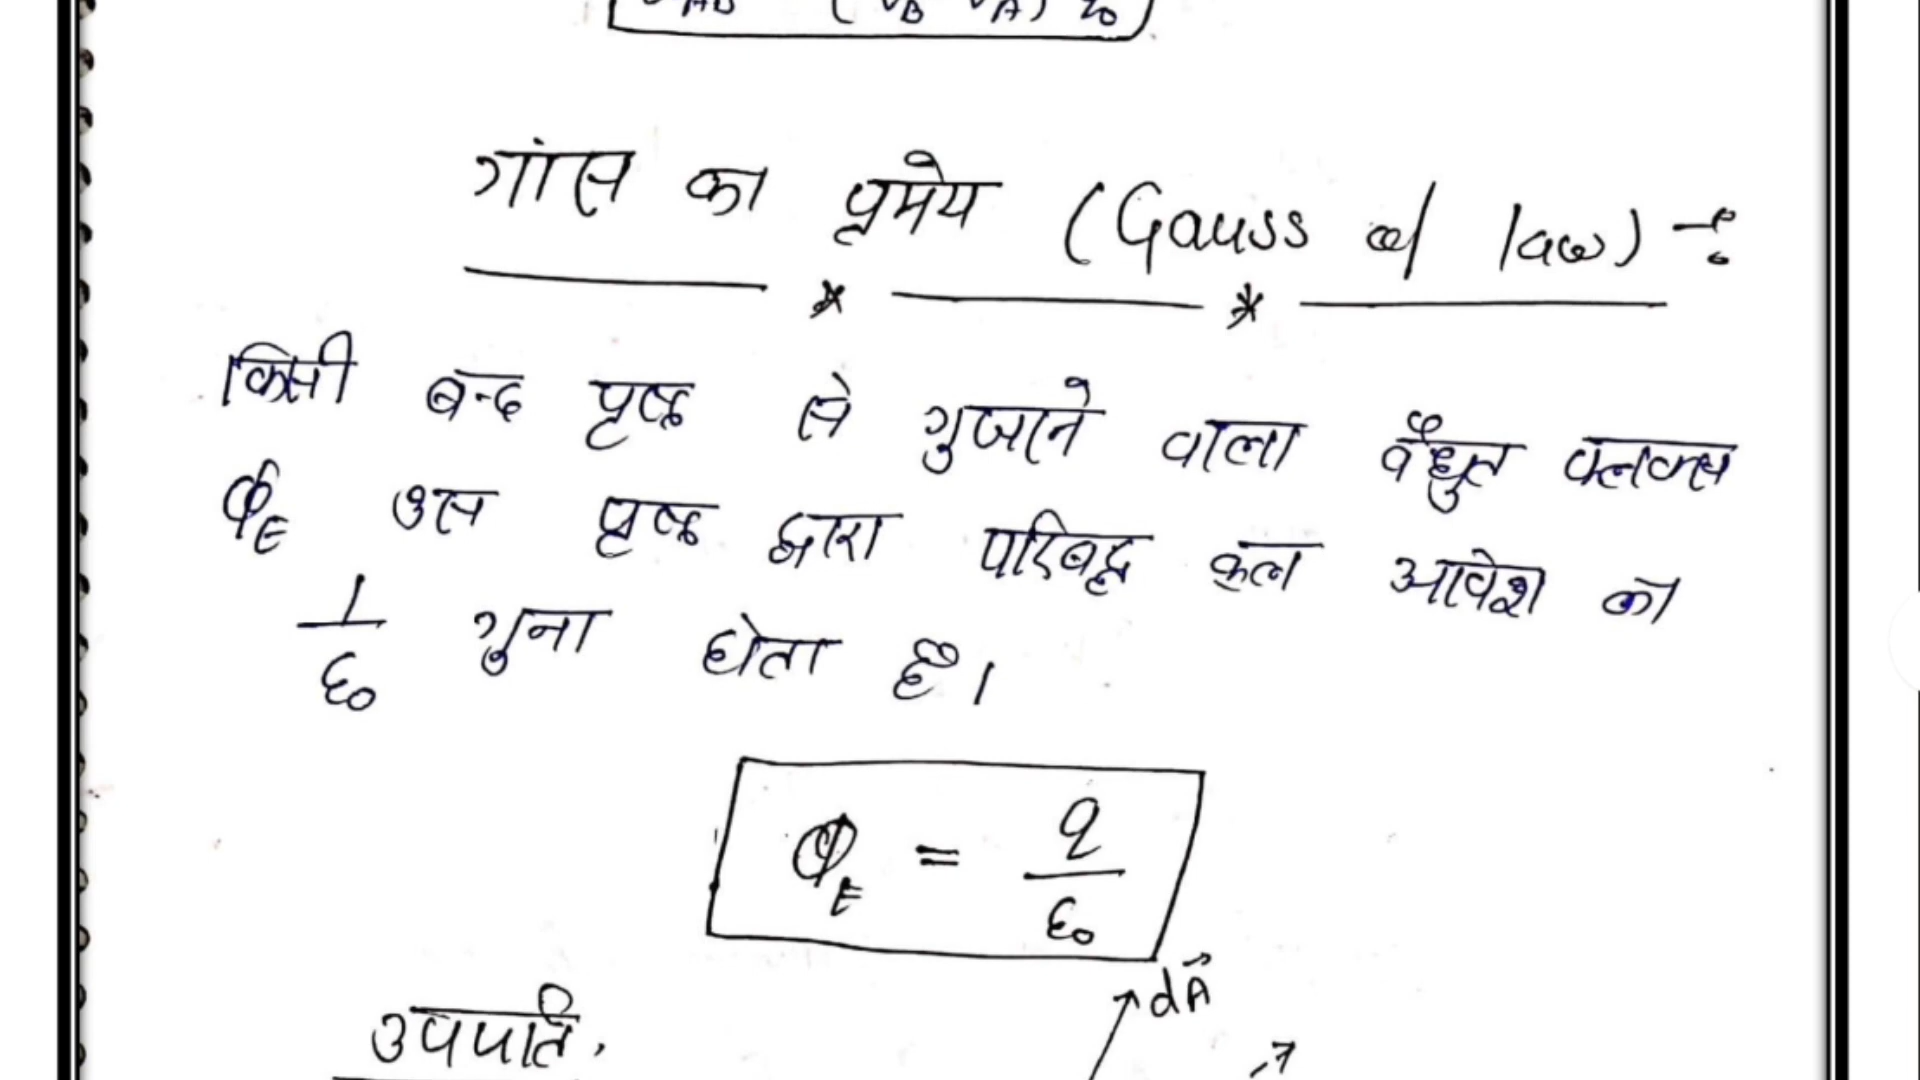 गांस का प्रमेय (Gauss of law) -:
किसी बन्द पृष्ठ से गुजरने वाला वैधुत फ्लक्स
ΦE उस पृष्ठ द्वारा परिबद्ध कुल आवेश का
1/ε0 गुना होता है।
ΦE = q/ε0
dA⃗
उपपति.